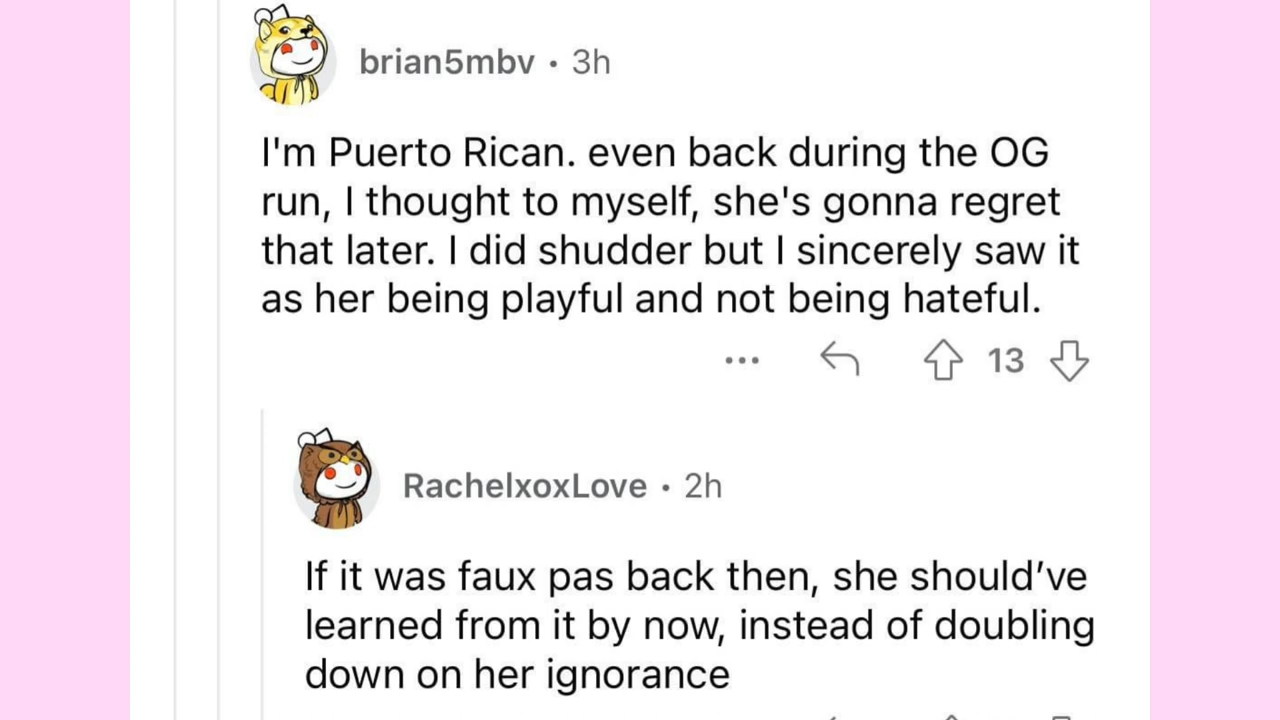 brian5mbv • 3h
I'm Puerto Rican. even back during the OG
run, I thought to myself, she's gonna regret
that later. I did shudder but I sincerely saw it
as her being playful and not being hateful.
13
RachelxoxLove • 2h
If it was faux pas back then, she should’ve
learned from it by now, instead of doubling
down on her ignorance